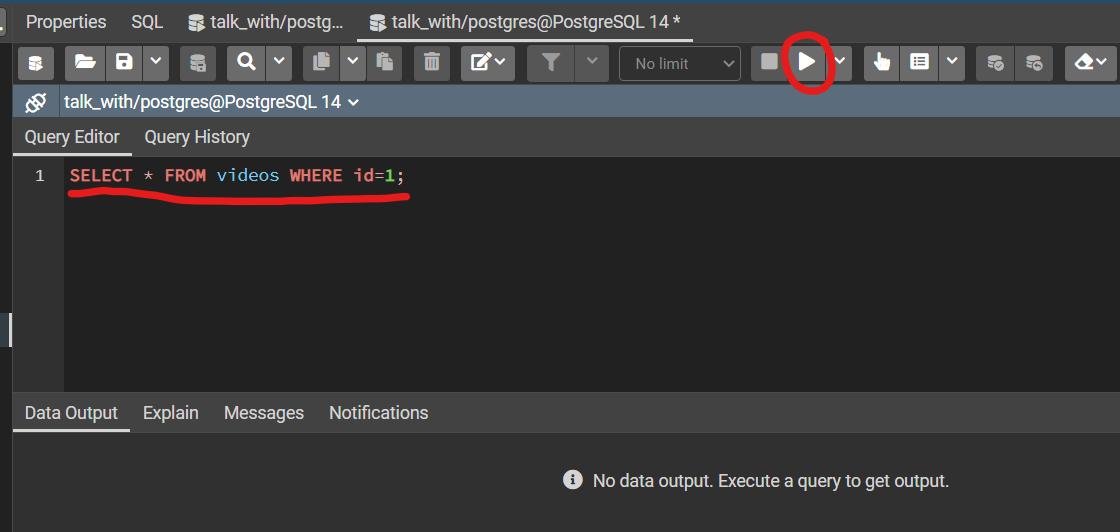 Properties SQL talk_with/postg... talk_with/postgres@PostgreSQL 14 *
No limit
talk_with/postgres@PostgreSQL 14
Query Editor Query History
1 SELECT * FROM videos WHERE id=1;
Data Output Explain Messages Notifications
No data output. Execute a query to get output.